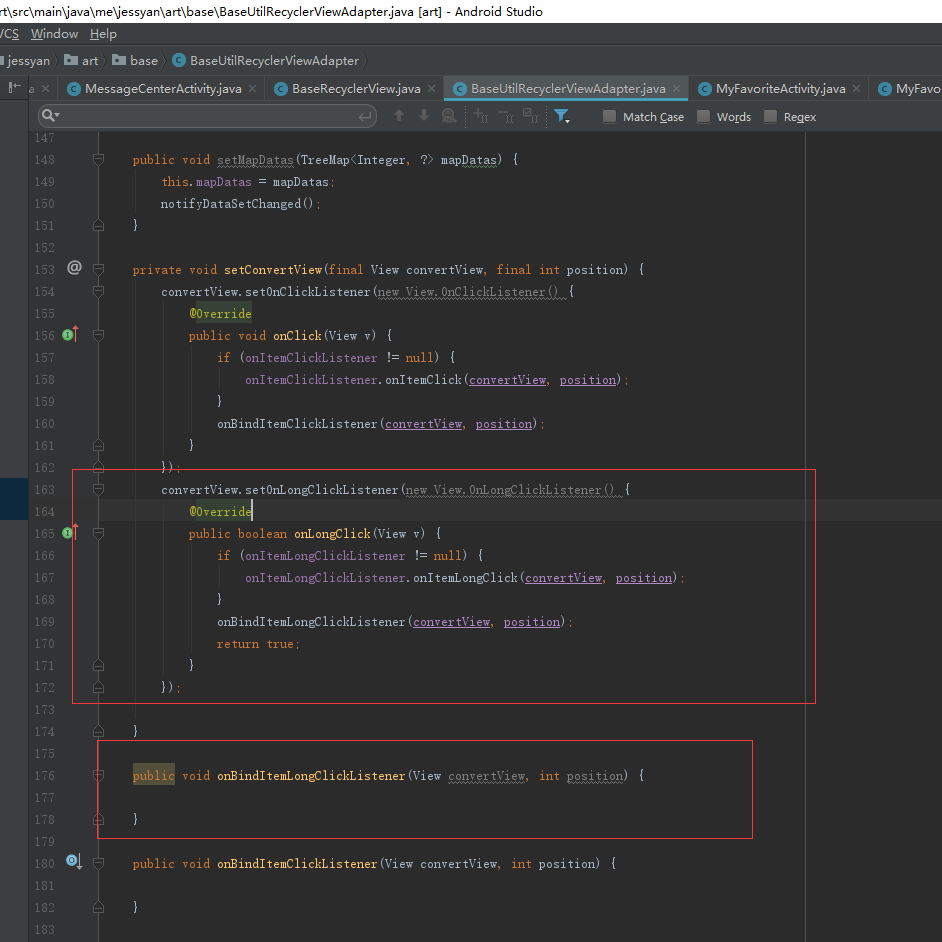 rt\src\main\java\me\jessyan\art\base\BaseUtilRecyclerViewAdapter.java [art] - Android Studio
VCS Window Help
jessyan art base BaseUtilRecyclerViewAdapter
a MessageCenterActivity.java BaseRecyclerView.java BaseUtilRecyclerViewAdapter.java MyFavoriteActivity.java MyFavo
Match Case Words Regex
147
148 public void setMapDatas(TreeMap<Integer, ?> mapDatas) {
149 this.mapDatas = mapDatas;
150 notifyDataSetChanged();
151 }
152
153 @ private void setConvertView(final View convertView, final int position) {
154 convertView.setOnClickListener(new View.OnClickListener() {
155 @Override
156 public void onClick(View v) {
157 if (onItemClickListener != null) {
158 onItemClickListener.onItemClick(convertView, position);
159 }
160 onBindItemClickListener(convertView, position);
161 }
162 });
163 convertView.setOnLongClickListener(new View.OnLongClickListener() {
164 @Override
165 public boolean onLongClick(View v) {
166 if (onItemLongClickListener != null) {
167 onItemLongClickListener.onItemLongClick(convertView, position);
168 }
169 onBindItemLongClickListener(convertView, position);
170 return true;
171 }
172 });
173
174 }
175
176 public void onBindItemLongClickListener(View convertView, int position) {
177
178 }
179
180 public void onBindItemClickListener(View convertView, int position) {
181
182 }
183